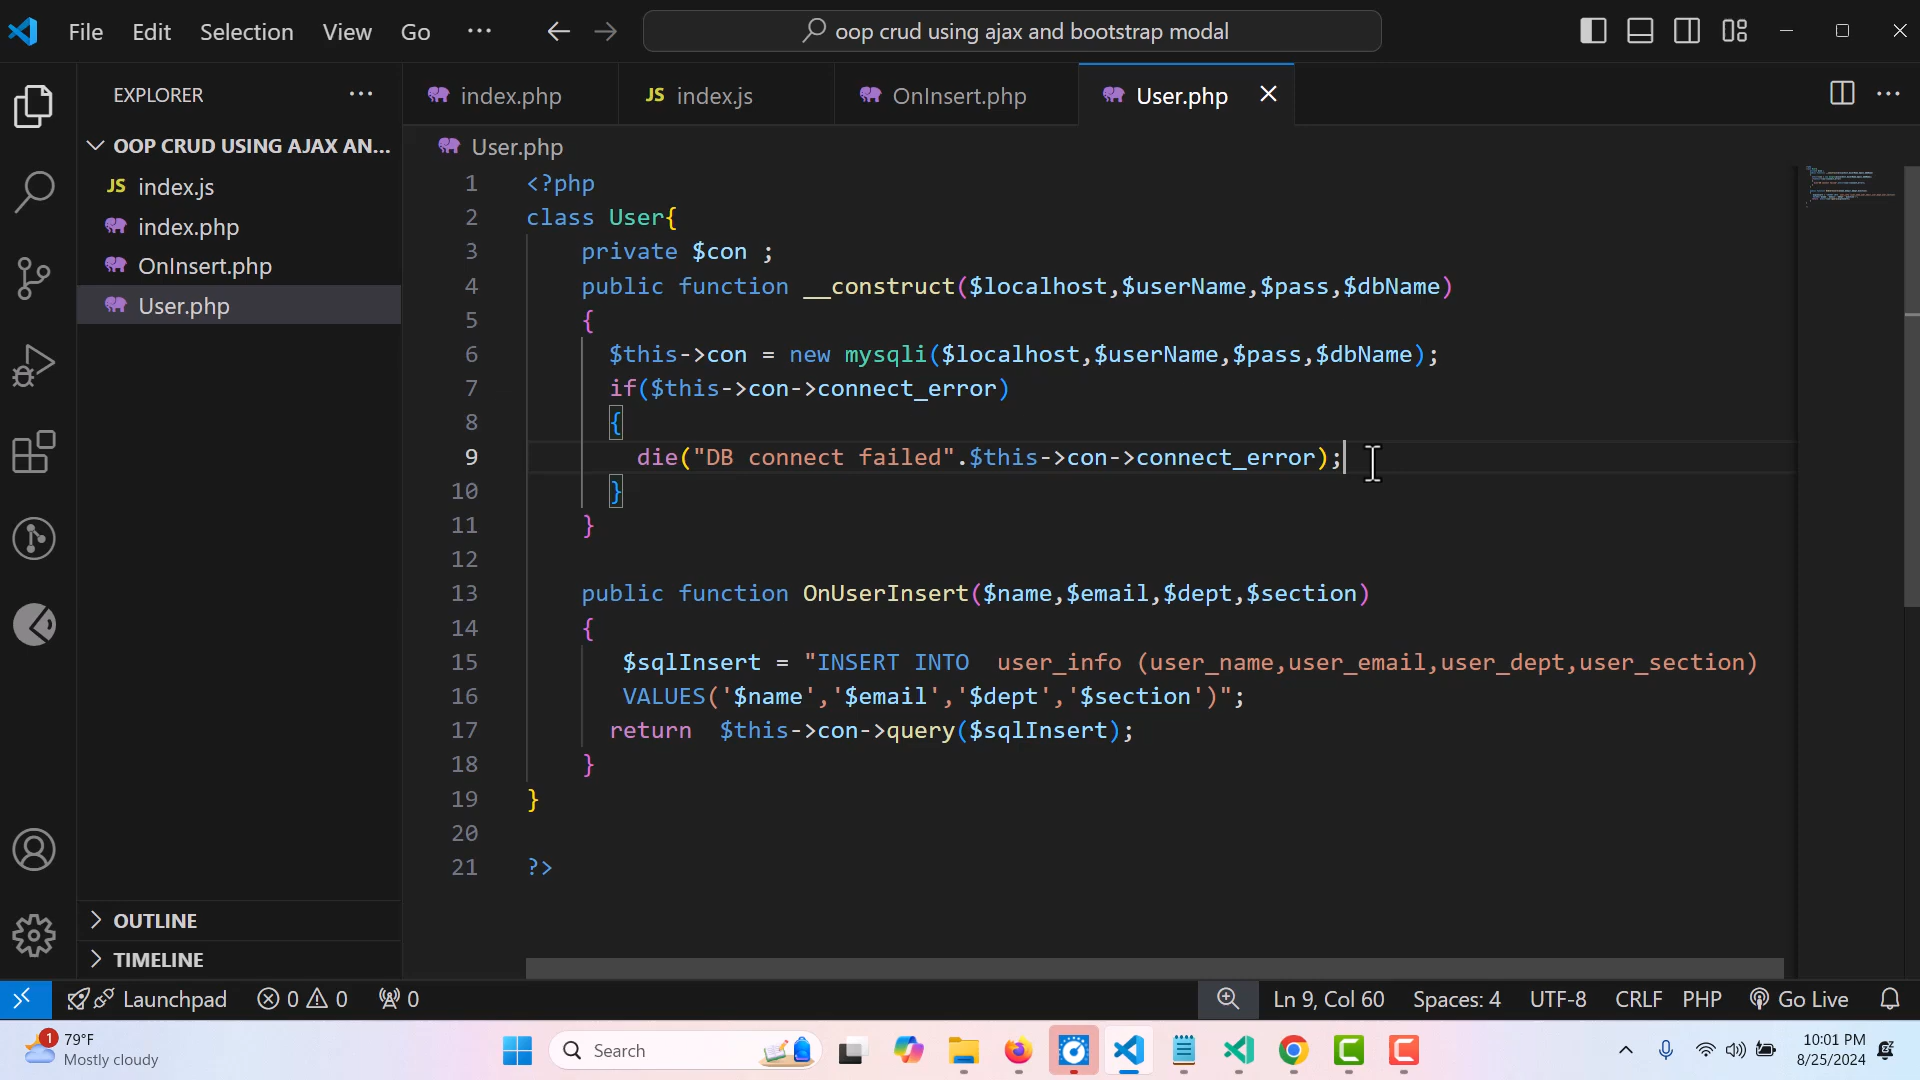 File Edit Selection View Go ... oop crud using ajax and bootstrap modal
EXPLORER ...
OOP CRUD USING AJAX AN...
JS index.js
index.php
OnInsert.php
User.php
OUTLINE
TIMELINE
index.php JS index.js OnInsert.php User.php
User.php
1 <?php
2 class User{
3 private $con ;
4 public function __construct($localhost,$userName,$pass,$dbName)
5 {
6 $this->con = new mysqli($localhost,$userName,$pass,$dbName);
7 if($this->con->connect_error)
8 {
9 die("DB connect failed".$this->con->connect_error);
10 }
11 }
12
13 public function OnUserInsert($name,$email,$dept,$section)
14 {
15 $sqlInsert = "INSERT INTO  user_info (user_name,user_email,user_dept,user_section)
16 VALUES('$name','$email','$dept','$section')";
17 return  $this->con->query($sqlInsert);
18 }
19 }
20
21 ?>
Launchpad 0 0 0 Ln 9, Col 60 Spaces: 4 UTF-8 CRLF PHP Go Live
1 79°F
Mostly cloudy
Search
10:01 PM
8/25/2024